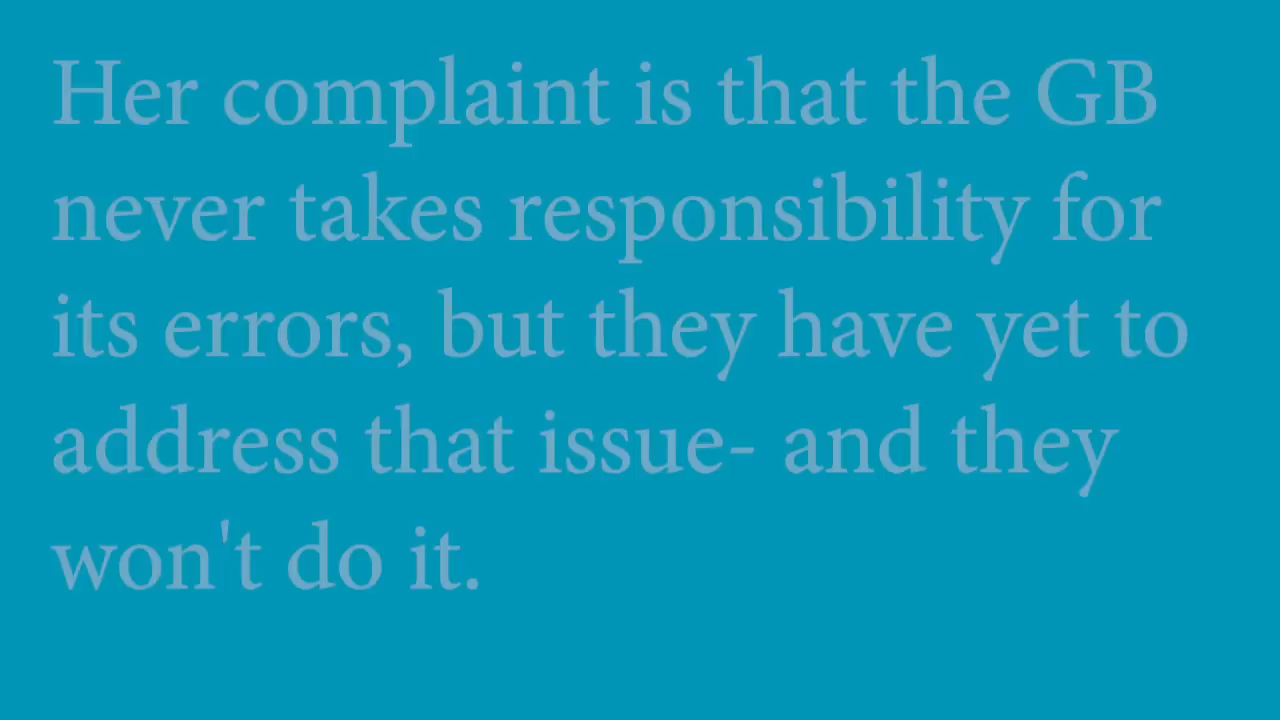 Her complaint is that the GB
never takes responsibility for
its errors, but they have yet to
address that issue- and they
won't do it.